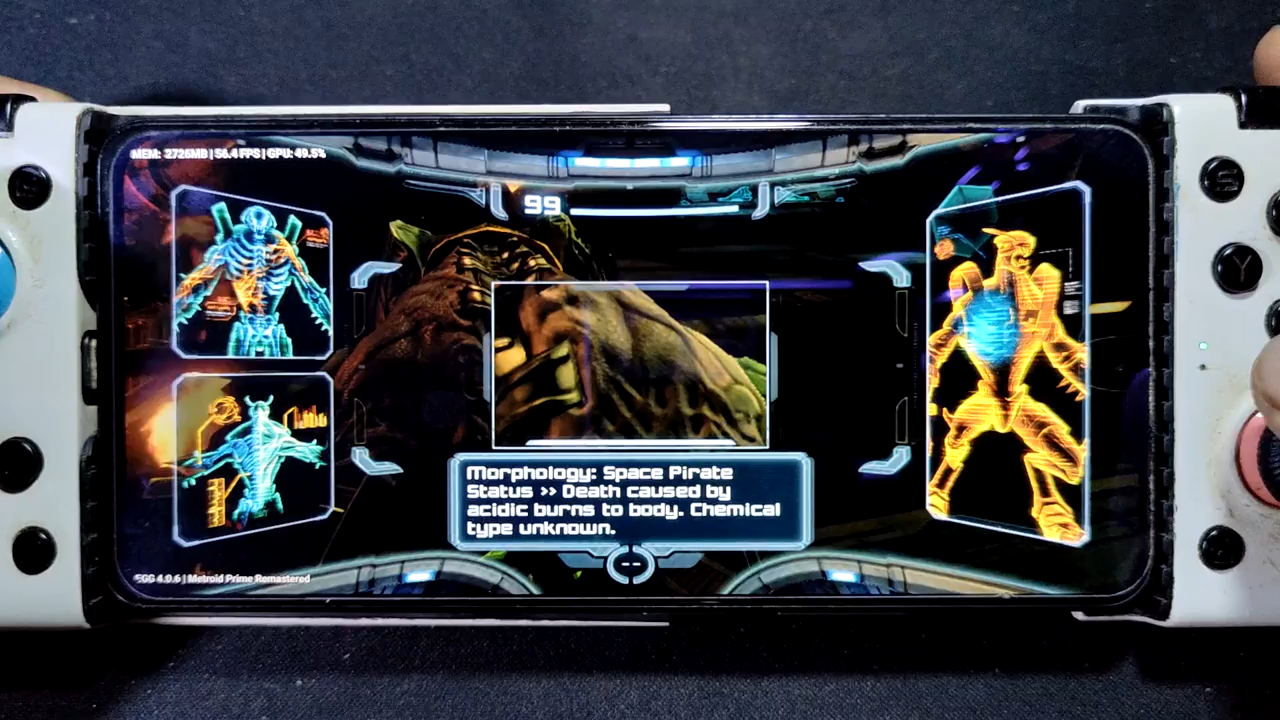 MEM: 2726MB | 56.4 FPS | GPU: 49.5%
99
Morphology: Space Pirate
Status >> Death caused by
acidic burns to body. Chemical
type unknown.
--
EGG 4.0.6 | Metroid Prime Remastered
S
Y